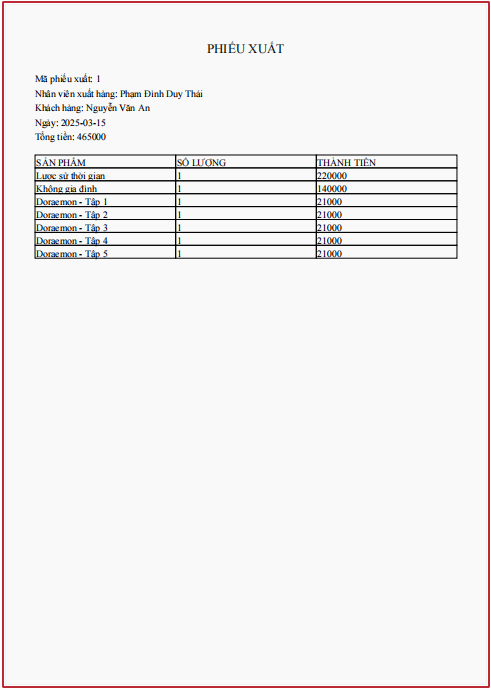 PHIẾU XUẤT
Mã phiếu xuất: 1
Nhân viên xuất hàng: Phạm Đình Duy Thái
Khách hàng: Nguyễn Văn An
Ngày: 2025-03-15
Tổng tiền: 465000
SẢN PHẨM SỐ LƯỢNG THÀNH TIỀN
Lược sử thời gian 1 220000
Không gia đình 1 140000
Doraemon - Tập 1 1 21000
Doraemon - Tập 2 1 21000
Doraemon - Tập 3 1 21000
Doraemon - Tập 4 1 21000
Doraemon - Tập 5 1 21000